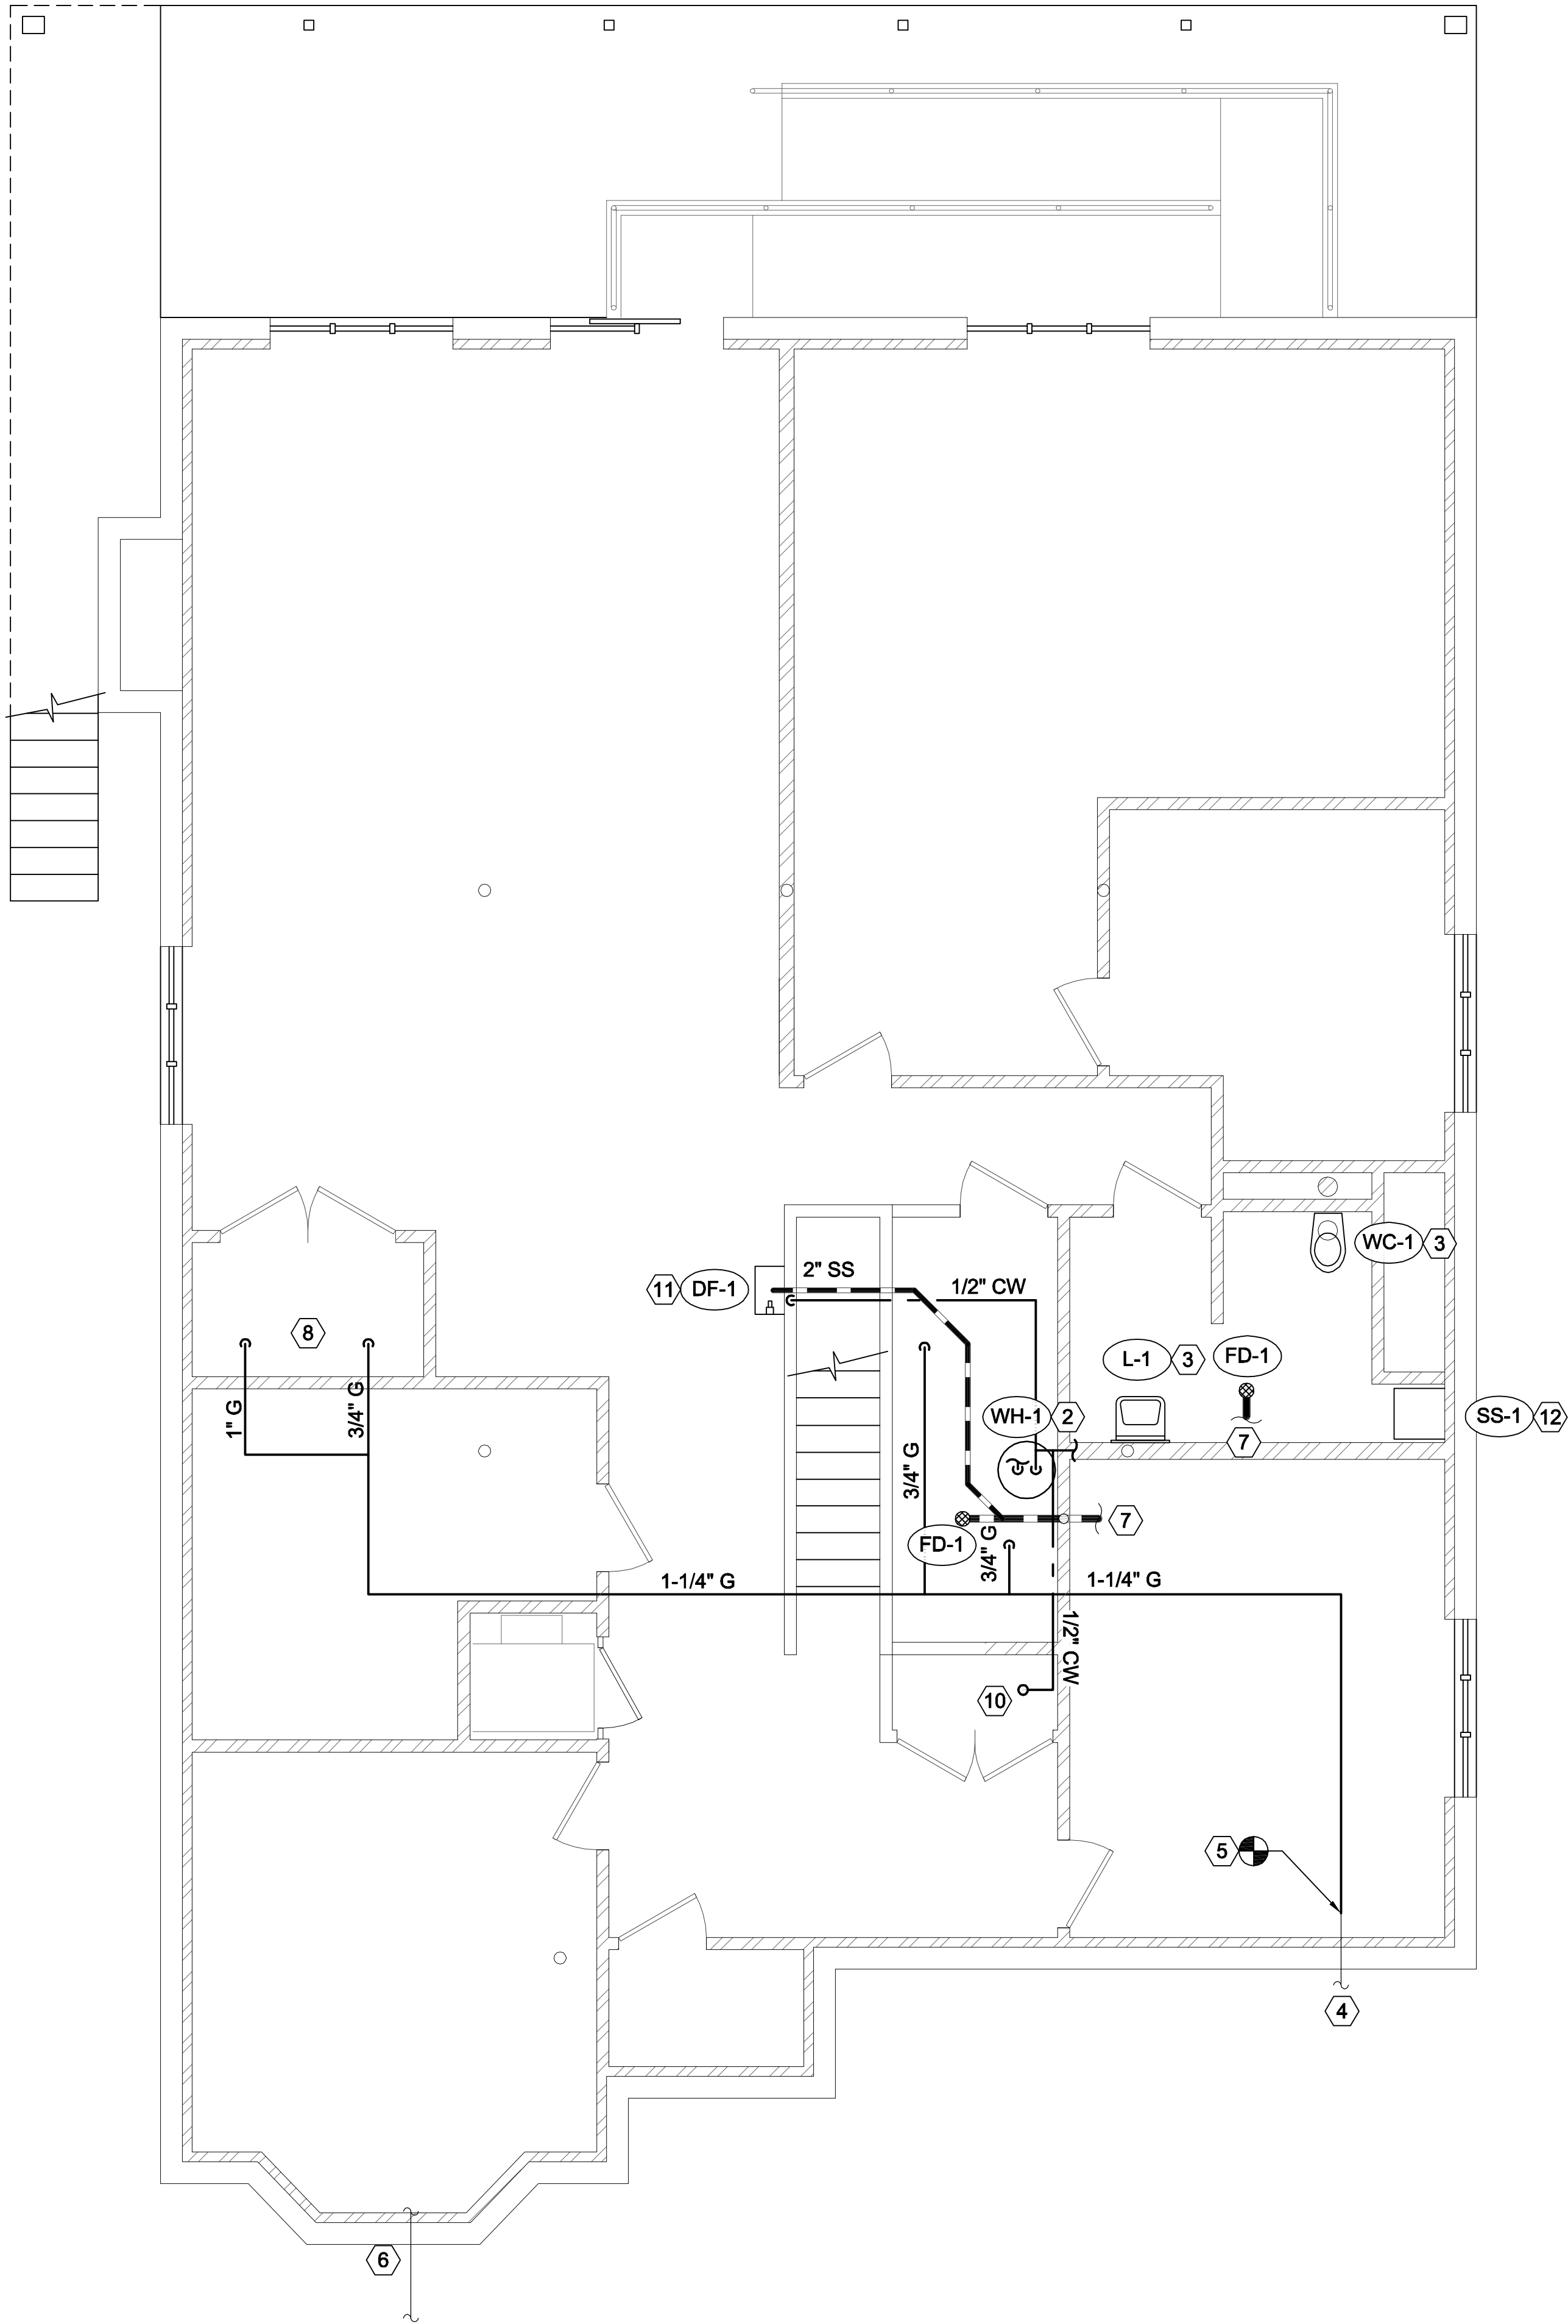 WC-1 3
11 DF-1 2" SS
1/2" CW
8
L-1 3 FD-1
1" G
3/4" G
WH-1 2
SS-1 12
7
3/4" G
FD-1
7
3/4" G
1-1/4" G
1-1/4" G
1/2" CW
10
5
4
6